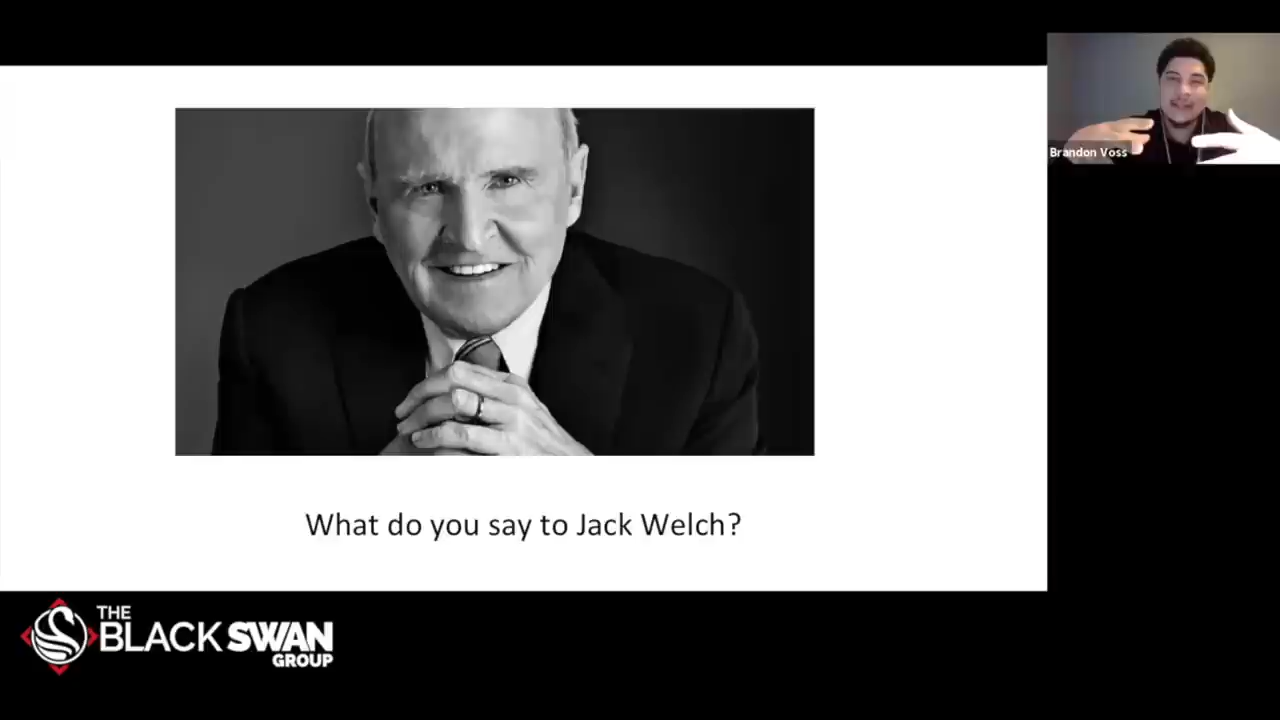 Brandon Voss
What do you say to Jack Welch?
THE
BLACK SWAN
GROUP